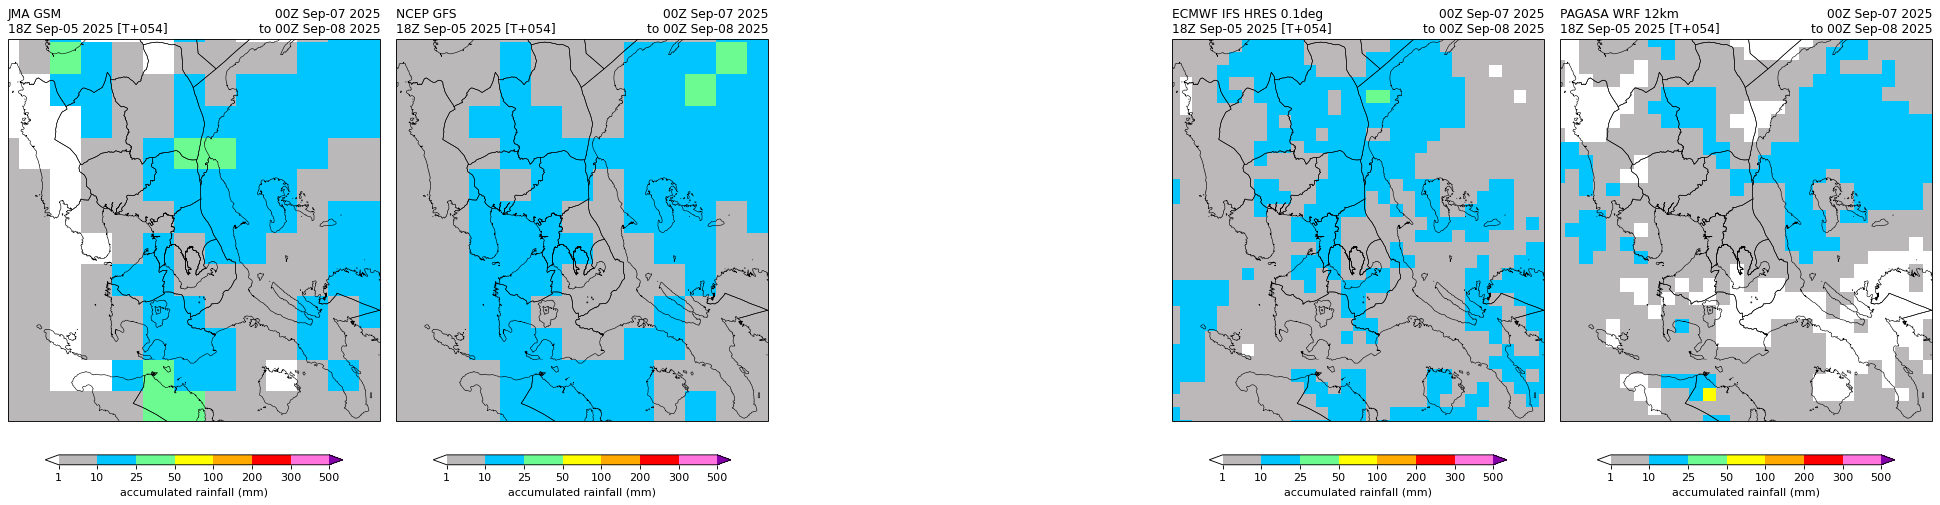 JMA GSM 00Z Sep-07 2025
18Z Sep-05 2025 [T+054] to 00Z Sep-08 2025
1 10 25 50 100 200 300 500
accumulated rainfall (mm)
NCEP GFS 00Z Sep-07 2025
18Z Sep-05 2025 [T+054] to 00Z Sep-08 2025
1 10 25 50 100 200 300 500
accumulated rainfall (mm)
ECMWF IFS HRES 0.1deg 00Z Sep-07 2025
18Z Sep-05 2025 [T+054] to 00Z Sep-08 2025
1 10 25 50 100 200 300 500
accumulated rainfall (mm)
PAGASA WRF 12km 00Z Sep-07 2025
18Z Sep-05 2025 [T+054] to 00Z Sep-08 2025
1 10 25 50 100 200 300 500
accumulated rainfall (mm)